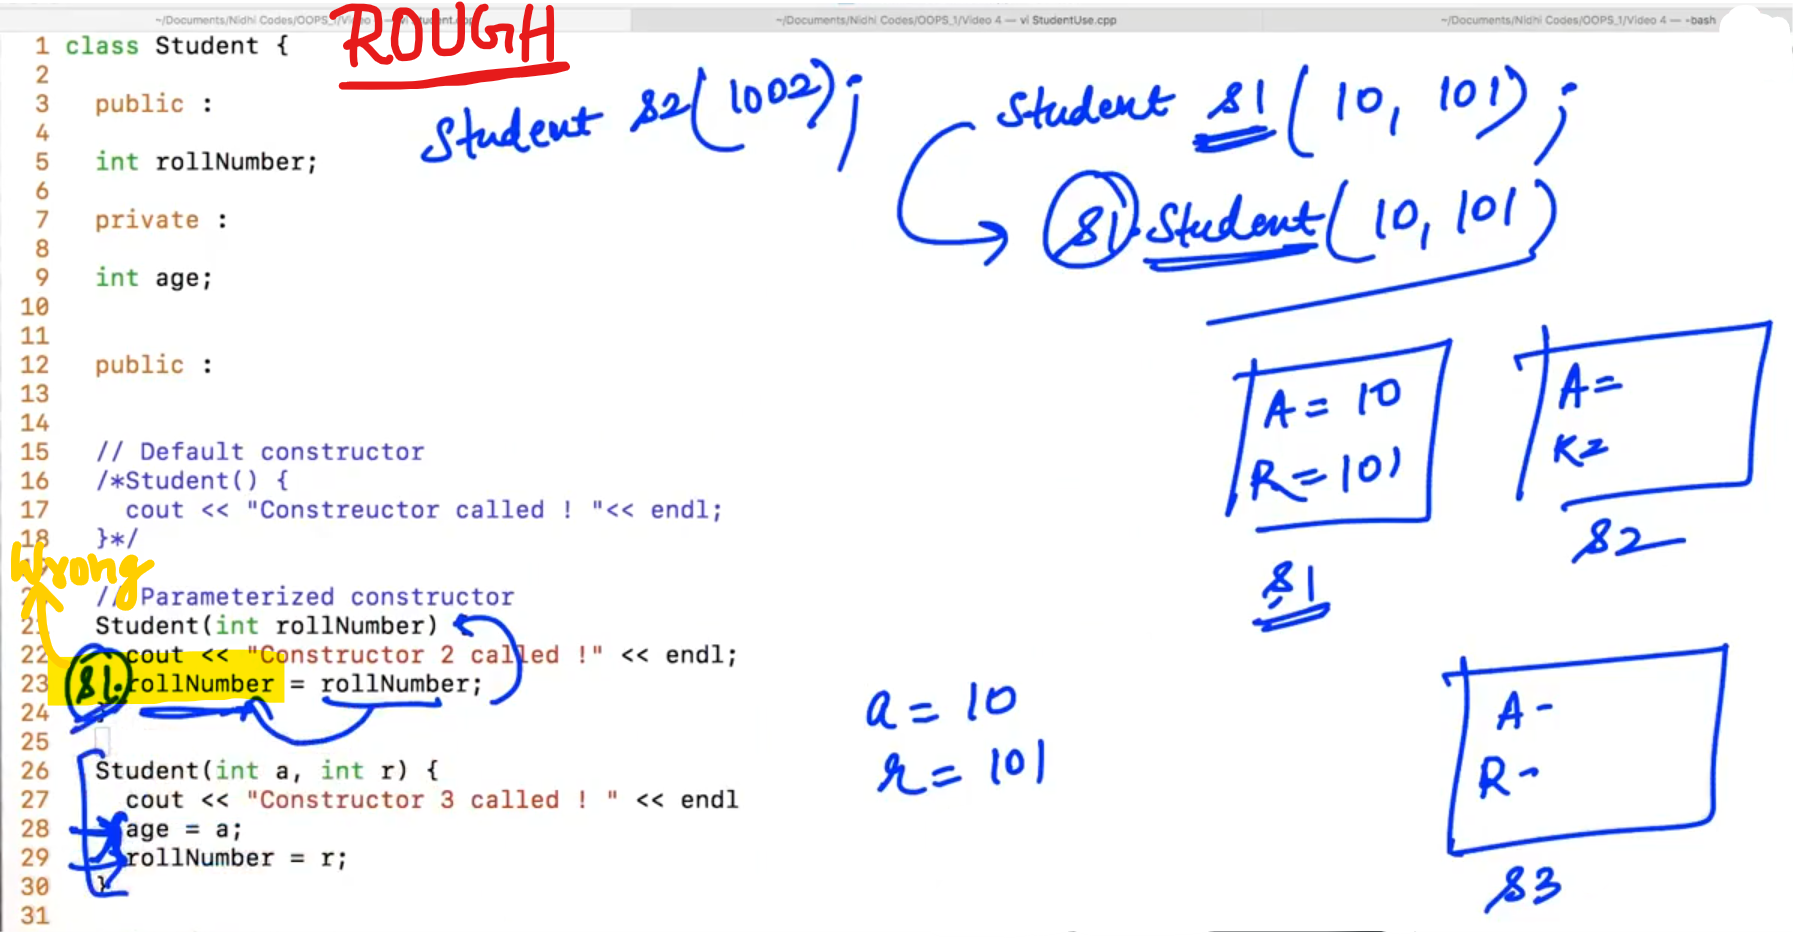 ~/Documents/Nidhi Codes/OOPS_1/Video 4 — vi Student.cpp
~/Documents/Nidhi Codes/OOPS_1/Video 4 — vi StudentUse.cpp
~/Documents/Nidhi Codes/OOPS_1/Video 4 — -bash
ROUGH
1 class Student {
2
3 public :
4
5 int rollNumber;
6
7 private :
8
9 int age;
10
11
12 public :
13
14
15 // Default constructor
16 /*Student() {
17 cout << "Constreuctor called ! "<< endl;
18 }*/
Wrong
// Parameterized constructor
21 Student(int rollNumber)
22 cout << "Constructor 2 called !" << endl;
23 S1. rollNumber = rollNumber;
24 }
25
26 Student(int a, int r) {
27 cout << "Constructor 3 called ! " << endl
28 age = a;
29 rollNumber = r;
30 }
31
Student S2(1002);
Student S1(10, 101);
S1.Student(10, 101)
A = 10
R = 101
S1
A =
R =
S2
a = 10
r = 101
A -
R -
S3